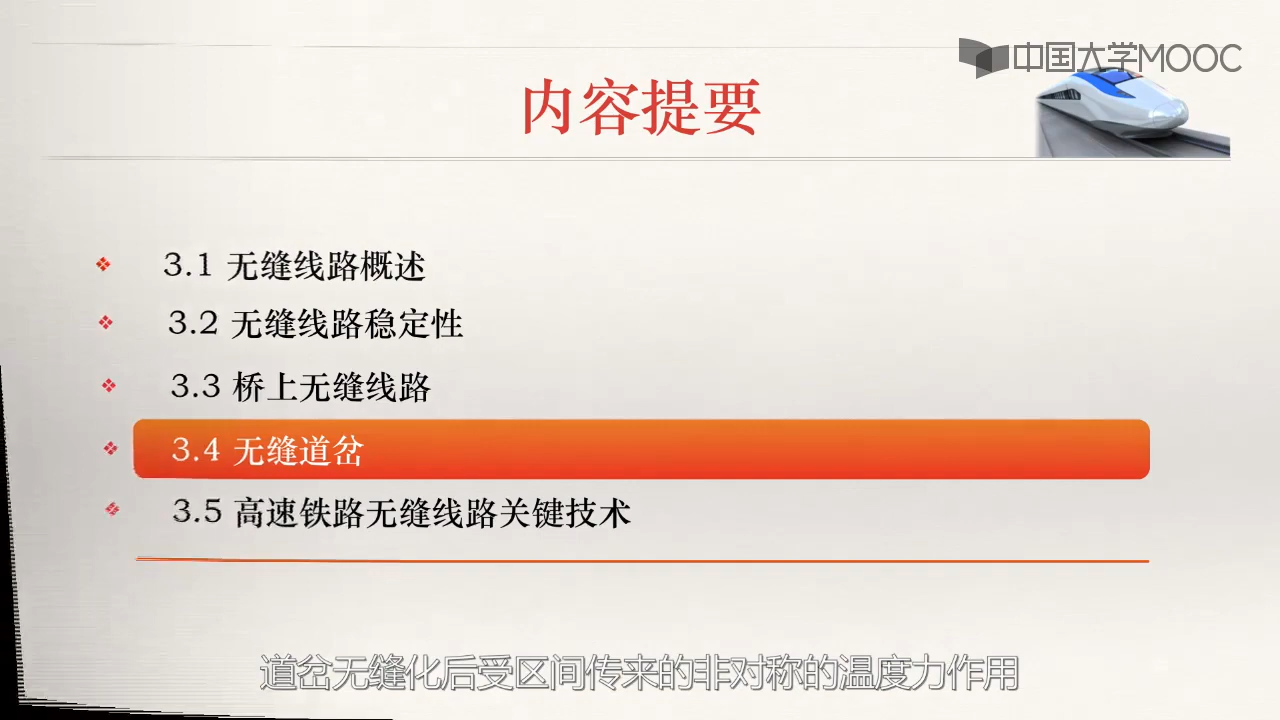 中国大学MOOC
内容提要
3.1 无缝线路概述
3.2 无缝线路稳定性
3.3 桥上无缝线路
3.4 无缝道岔
3.5 高速铁路无缝线路关键技术
道岔无缝化后受区间传来的非对称的温度力作用